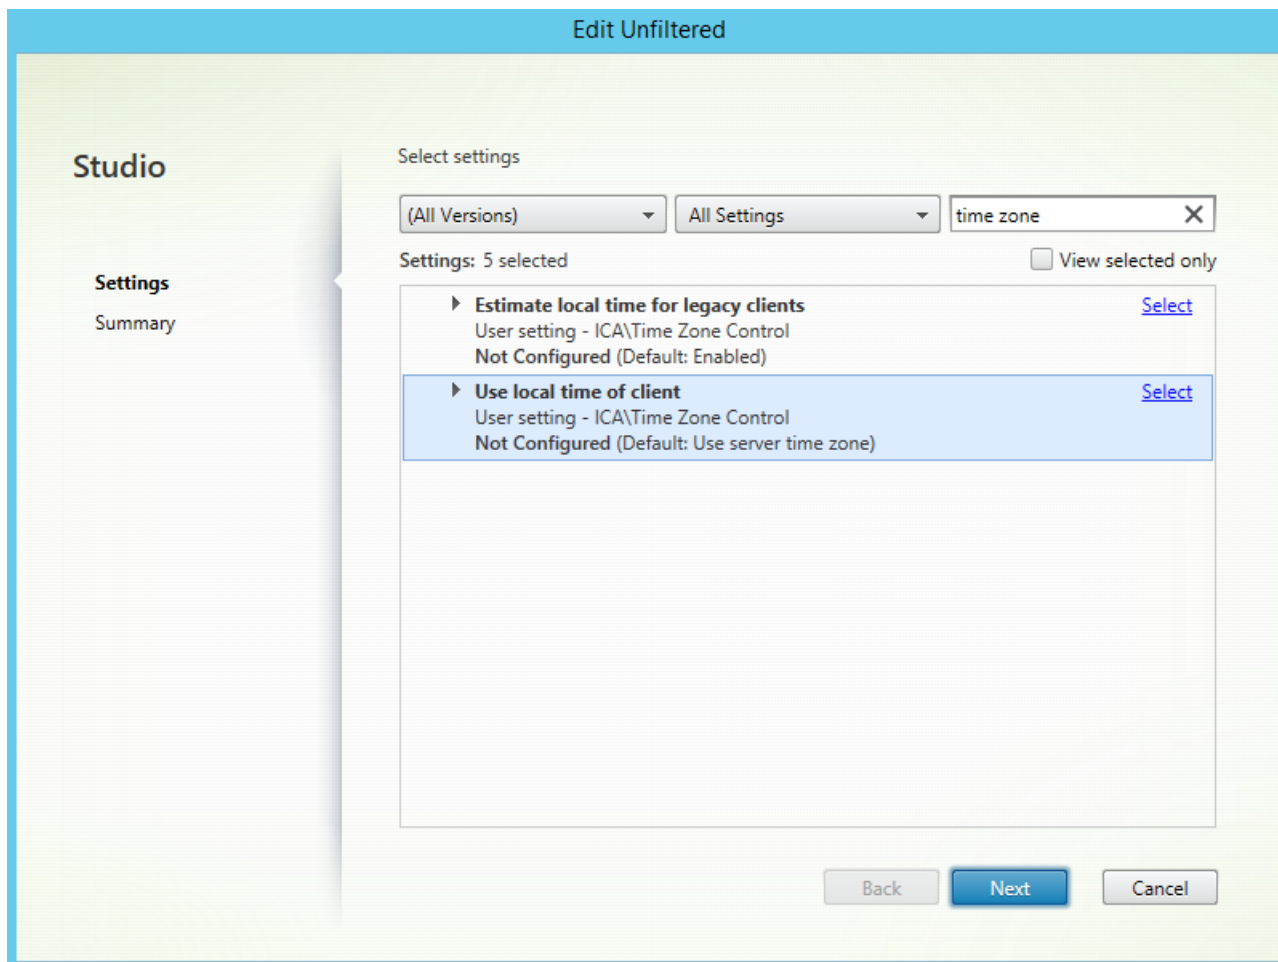 Edit Unfiltered
Studio
Settings
Summary
Select settings
(All Versions) All Settings time zone
Settings: 5 selected View selected only
Estimate local time for legacy clients Select
User setting - ICA\Time Zone Control
Not Configured (Default: Enabled)
Use local time of client Select
User setting - ICA\Time Zone Control
Not Configured (Default: Use server time zone)
Back Next Cancel